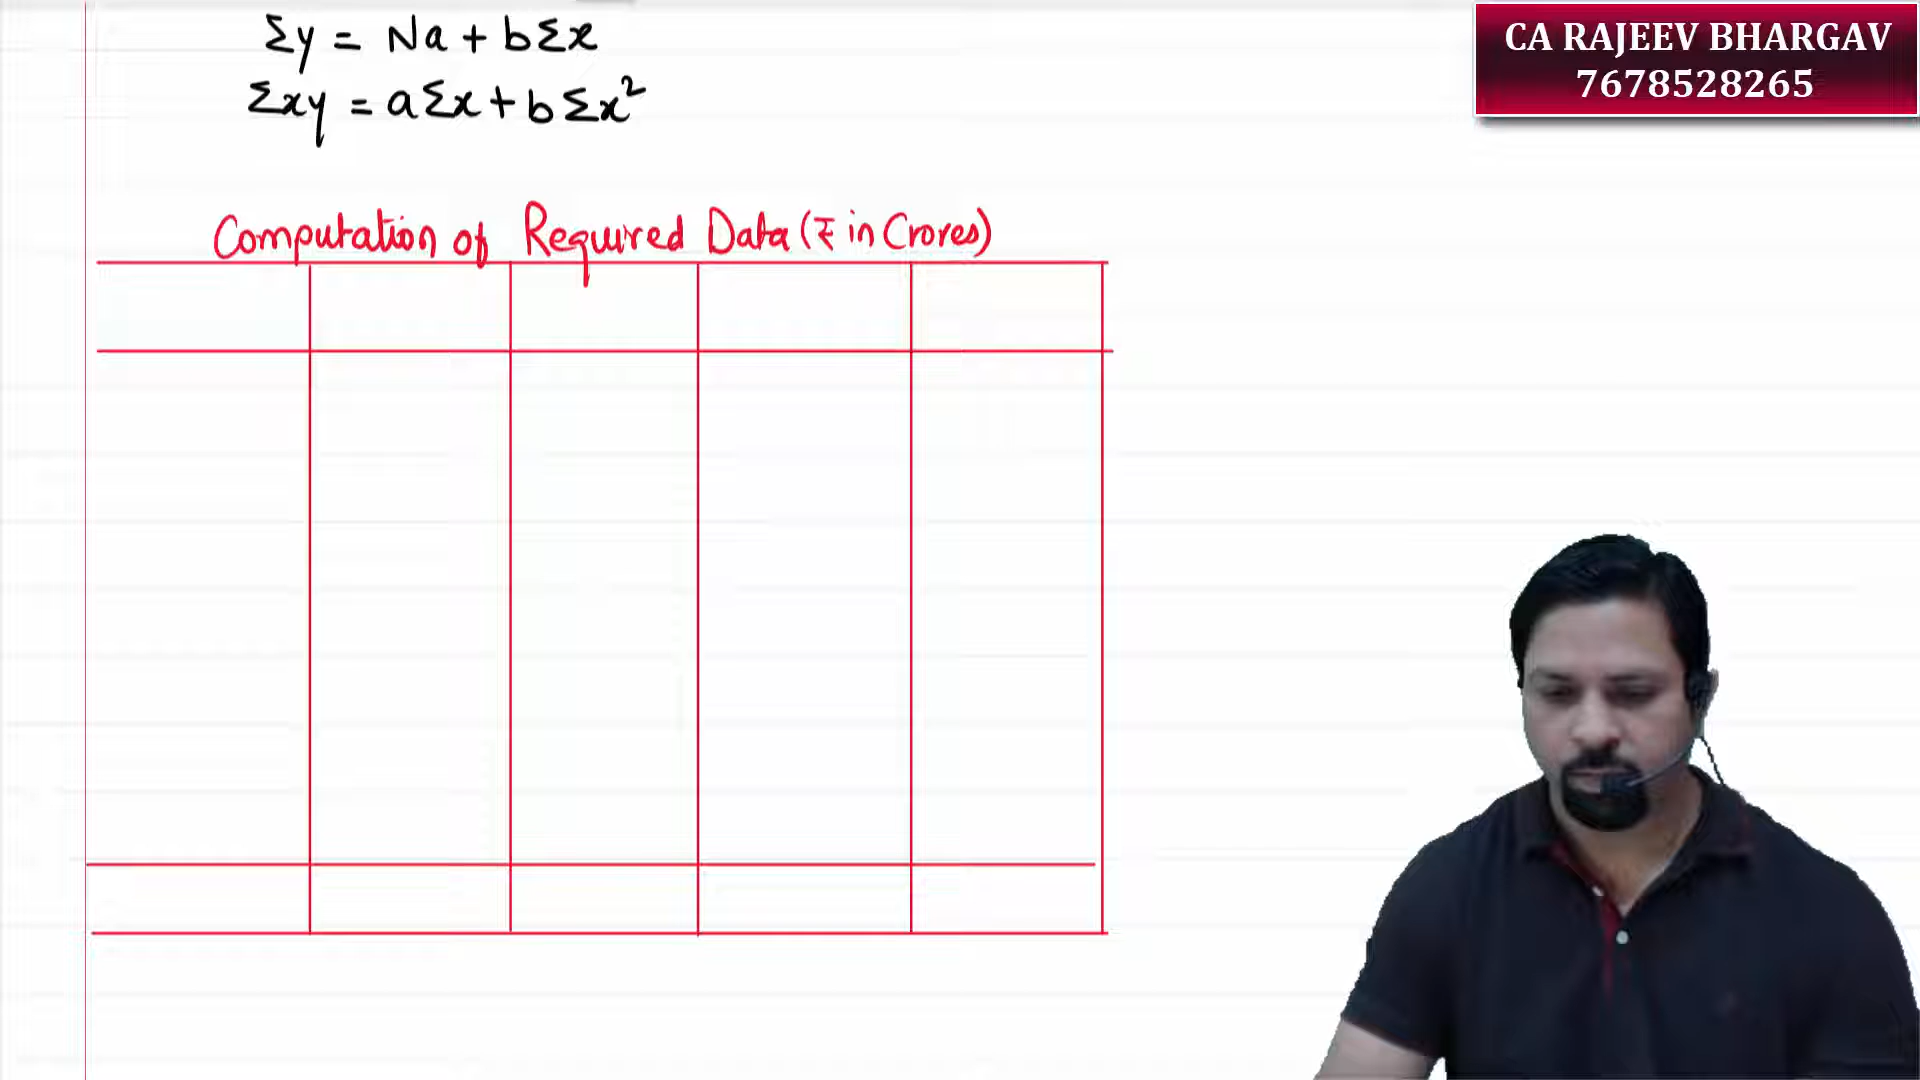 Σy = Na + bΣx
Σxy = aΣx + bΣx²
CA RAJEEV BHARGAV
7678528265
Computation of Required Data (₹ in Crores)